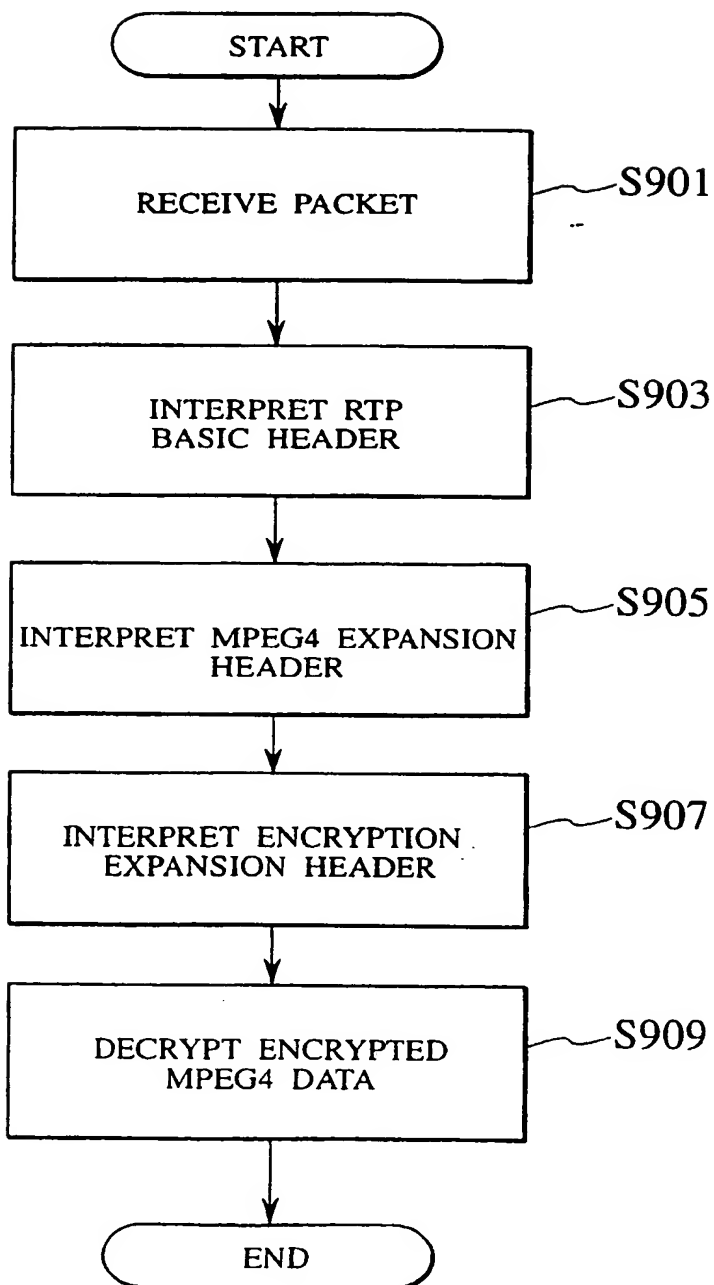 START
RECEIVE PACKET
S901
INTERPRET RTP
BASIC HEADER
S903
INTERPRET MPEG4 EXPANSION
HEADER
S905
INTERPRET ENCRYPTION
EXPANSION HEADER
S907
DECRYPT ENCRYPTED
MPEG4 DATA
S909
END